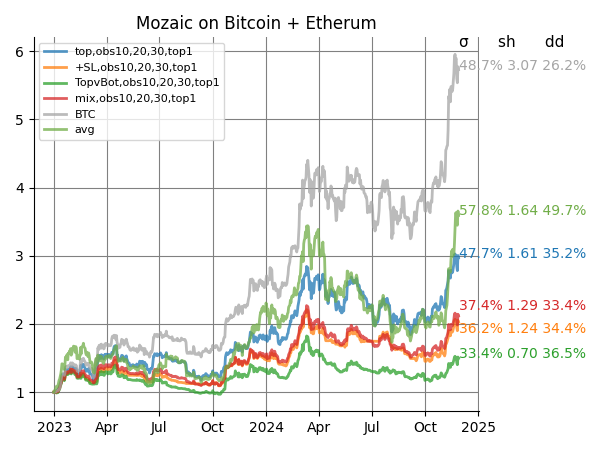 Mozaic on Bitcoin + Etherum
σ sh dd
top,obs10,20,30,top1
+SL,obs10,20,30,top1
TopvBot,obs10,20,30,top1
mix,obs10,20,30,top1
BTC
avg
48.7% 3.07 26.2%
57.8% 1.64 49.7%
47.7% 1.61 35.2%
37.4% 1.29 33.4%
36.2% 1.24 34.4%
33.4% 0.70 36.5%
6
5
4
3
2
1
2023 Apr Jul Oct 2024 Apr Jul Oct 2025